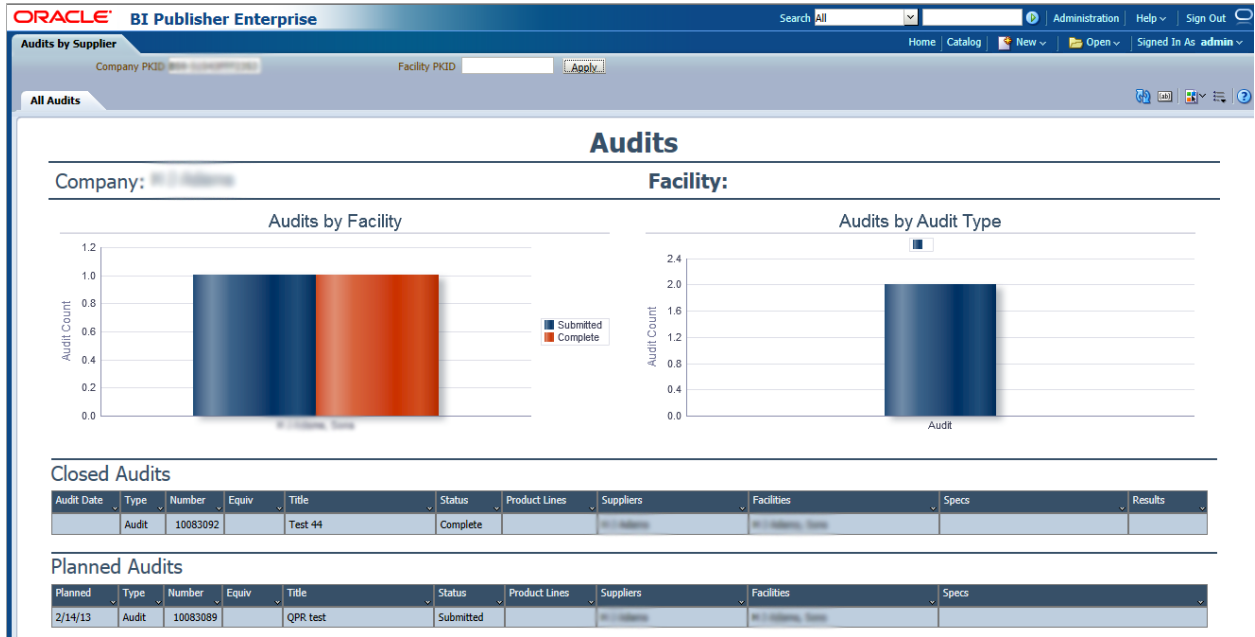 ORACLE BI Publisher Enterprise Search All Administration Help Sign Out
Audits by Supplier Home Catalog New Open Signed In As admin
Company PKID Facility PKID Apply
All Audits
Audits
Company: Facility:
Audits by Facility
1.2
1.0
0.8
0.6
0.4
0.2
0.0
Audit Count
Submitted
Complete
Audits by Audit Type
2.4
2.0
1.6
1.2
0.8
0.4
0.0
Audit Count
Audit
Closed Audits
Audit Date Type Number Equiv Title Status Product Lines Suppliers Facilities Specs Results
Audit 10083092 Test 44 Complete
Planned Audits
Planned Type Number Equiv Title Status Product Lines Suppliers Facilities Specs
2/14/13 Audit 10083089 QPR test Submitted